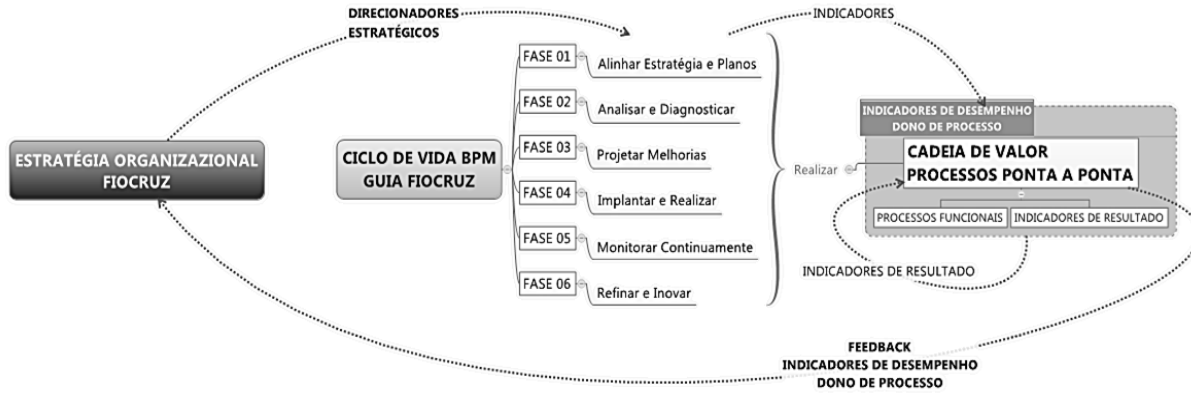 DIRECIONADORES
ESTRATÉGICOS
INDICADORES
ESTRATÉGIA ORGANIZAZIONAL
FIOCRUZ
CICLO DE VIDA BPM
GUIA FIOCRUZ
FASE 01
Alinhar Estratégia e Planos
FASE 02
Analisar e Diagnosticar
FASE 03
Projetar Melhorias
FASE 04
Implantar e Realizar
FASE 05
Monitorar Continuamente
FASE 06
Refinar e Inovar
Realizar
INDICADORES DE DESEMPENHO
DONO DE PROCESSO
CADEIA DE VALOR
PROCESSOS PONTA A PONTA
PROCESSOS FUNCIONAIS
INDICADORES DE RESULTADO
INDICADORES DE RESULTADO
FEEDBACK
INDICADORES DE DESEMPENHO
DONO DE PROCESSO